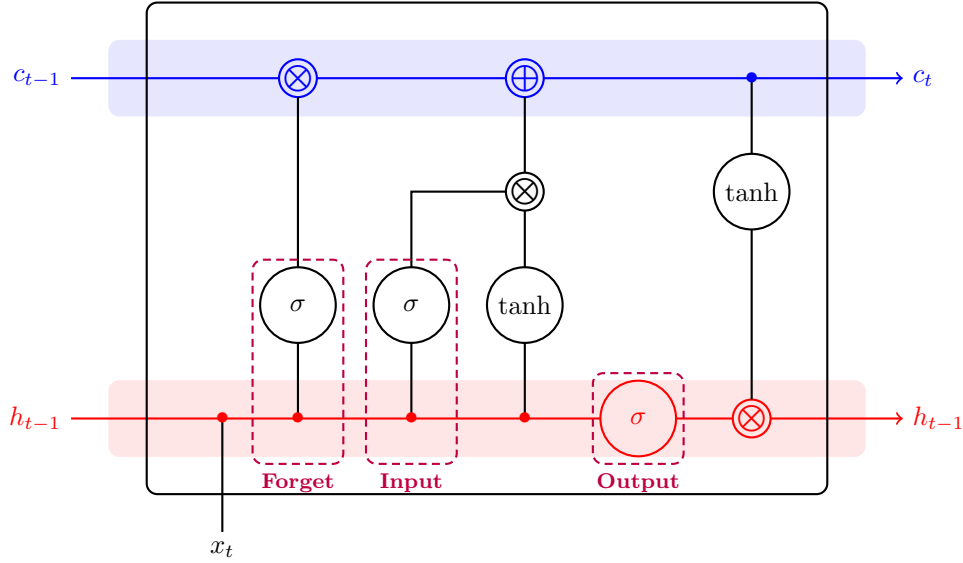 c_{t-1}
c_t
tanh
σ
σ
tanh
h_{t-1}
σ
h_{t-1}
Forget
Input
Output
x_t